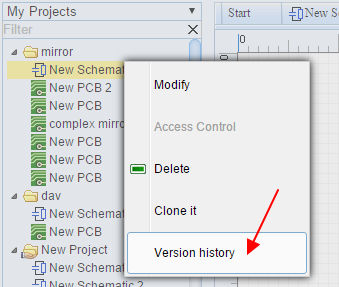 My Projects
Start
New S
Filter
0
mirror
New Schemati
New PCB 2
New PCB
complex mirro
New PCB
New PCB
New PCB
dav
New Schema
New PCB
New Project
New Schema
New Schematic 2
Modify
Access Control
Delete
Clone it
Version history